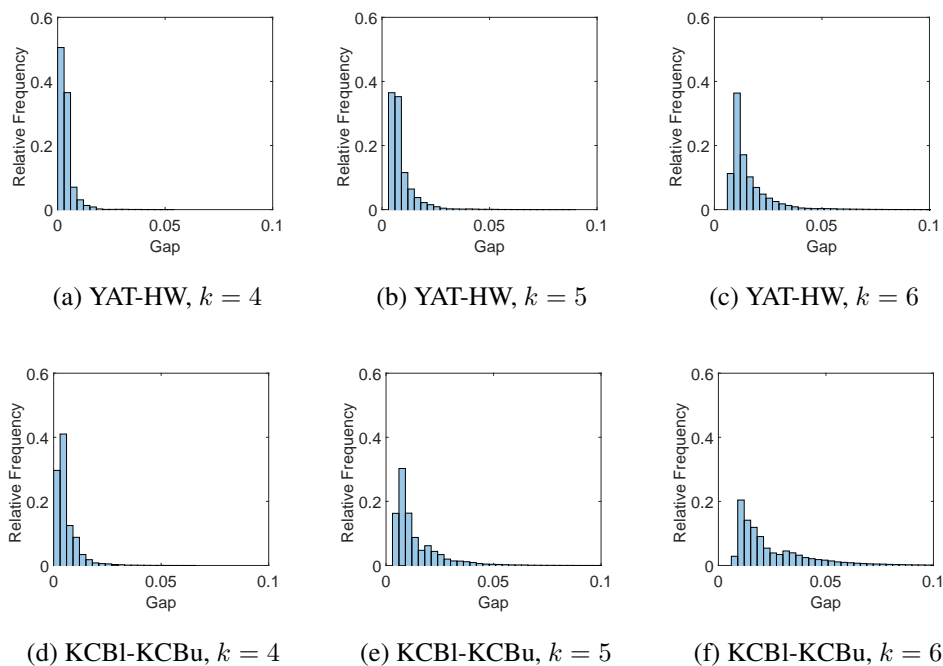 0.6 0.6 0.6
Relative Frequency Relative Frequency Relative Frequency
0.4 0.4 0.4
0.2 0.2 0.2
0 0 0
0 0.05 0.1 0 0.05 0.1 0 0.05 0.1
Gap Gap Gap
(a) YAT-HW, k = 4 (b) YAT-HW, k = 5 (c) YAT-HW, k = 6
0.6 0.6 0.6
Relative Frequency Relative Frequency Relative Frequency
0.4 0.4 0.4
0.2 0.2 0.2
0 0 0
0 0.05 0.1 0 0.05 0.1 0 0.05 0.1
Gap Gap Gap
(d) KCBl-KCBu, k = 4 (e) KCBl-KCBu, k = 5 (f) KCBl-KCBu, k = 6